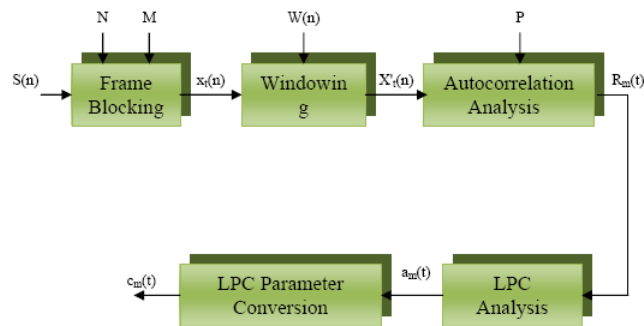 N
M
W(n)
P
S(n)
Frame
Blocking
xₜ(n)
Windowin
g
X'ₜ(n)
Autocorrelation
Analysis
Rₘ(t)
cₘ(t)
LPC Parameter
Conversion
aₘ(t)
LPC
Analysis